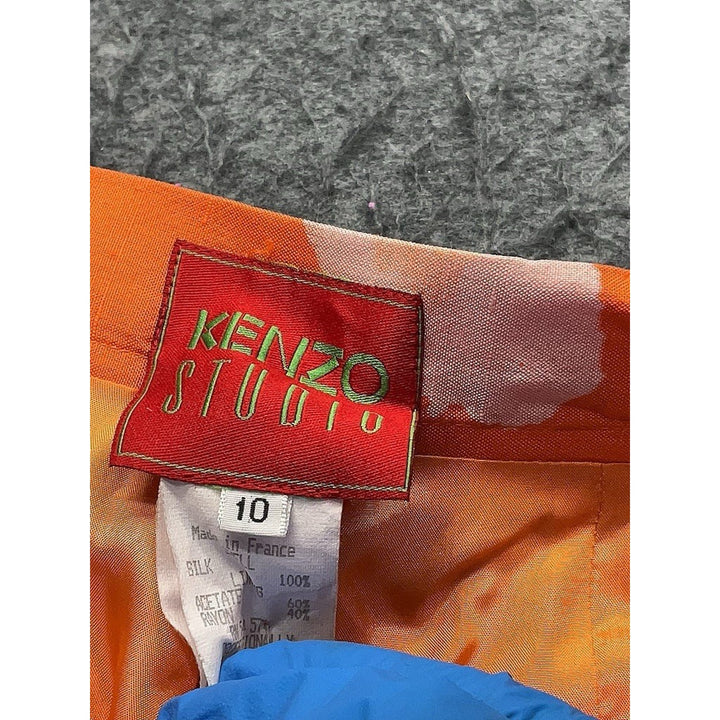 KENZO
STUDIO
10
Made in France
SILK
100%
ACETATE 60%
RAYON 40%